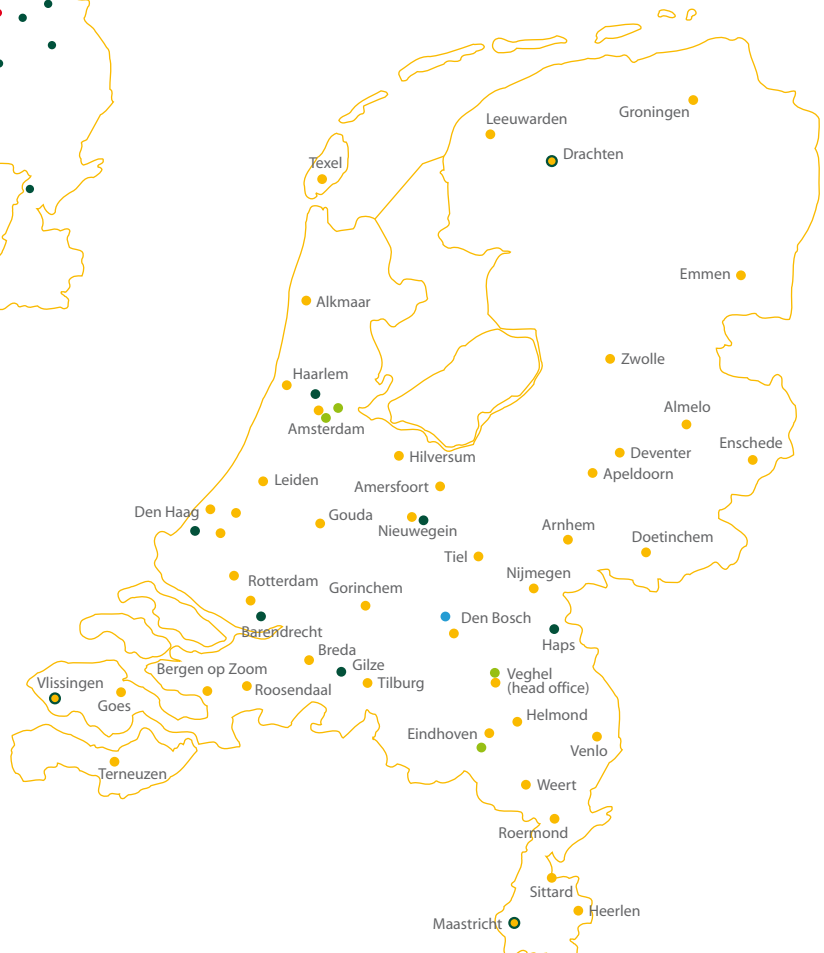 Groningen
Leeuwarden
Drachten
Texel
Emmen
Alkmaar
Zwolle
Haarlem
Almelo
Amsterdam
Enschede
Deventer
Hilversum
Apeldoorn
Leiden
Amersfoort
Den Haag
Gouda
Nieuwegein
Arnhem
Doetinchem
Tiel
Nijmegen
Rotterdam
Gorinchem
Den Bosch
Barendrecht
Haps
Breda
Gilze
Bergen op Zoom
Veghel
(head office)
Vlissingen
Roosendaal
Tilburg
Goes
Helmond
Eindhoven
Venlo
Terneuzen
Weert
Roermond
Sittard
Heerlen
Maastricht